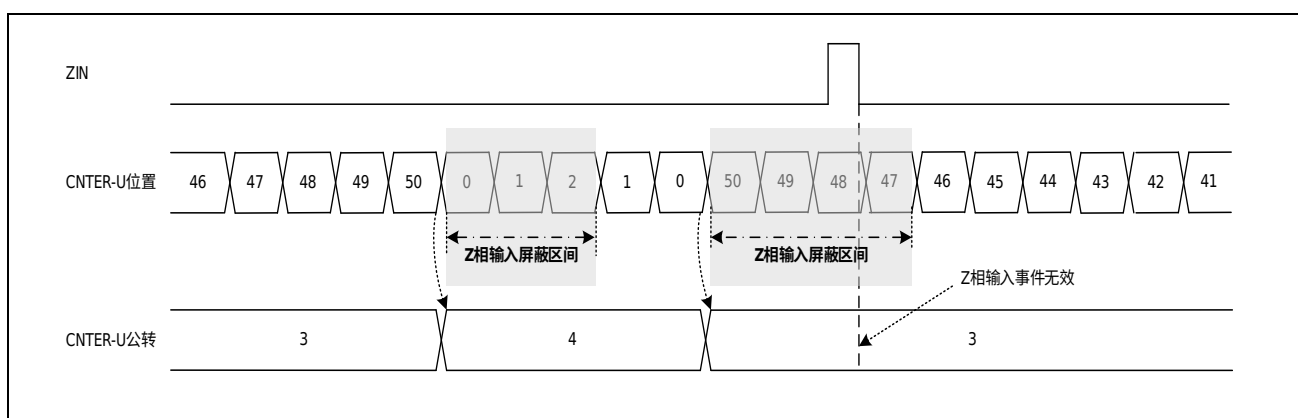 ZIN
CNTER-U位置 46 47 48 49 50 0 1 2 1 0 50 49 48 47 46 45 44 43 42 41
Z相输入屏蔽区间 Z相输入屏蔽区间
Z相输入事件无效
CNTER-U公转 3 4 3